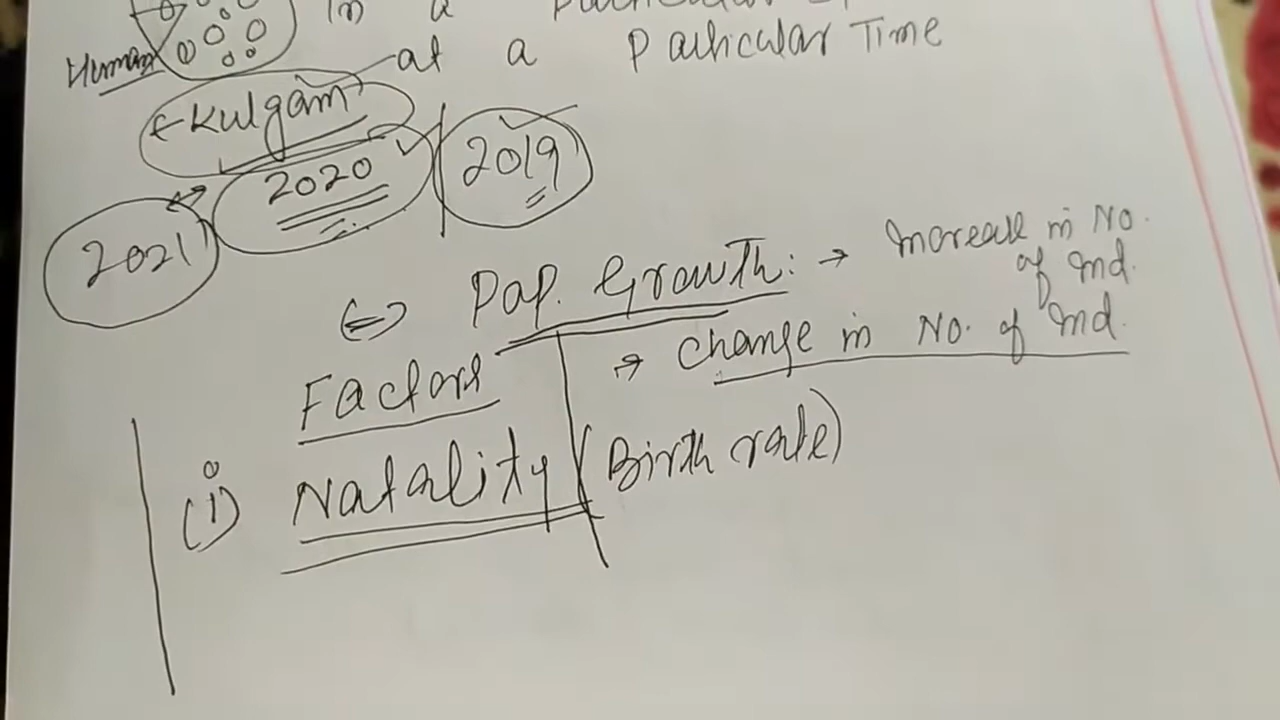 in a
Human at a Particular Time
Kulgam
2021 2020 2019
Pop. Growth: → Increase in No.
of Ind.
Factors → Change in No. of Ind.
(i) Natality (Birth rate)